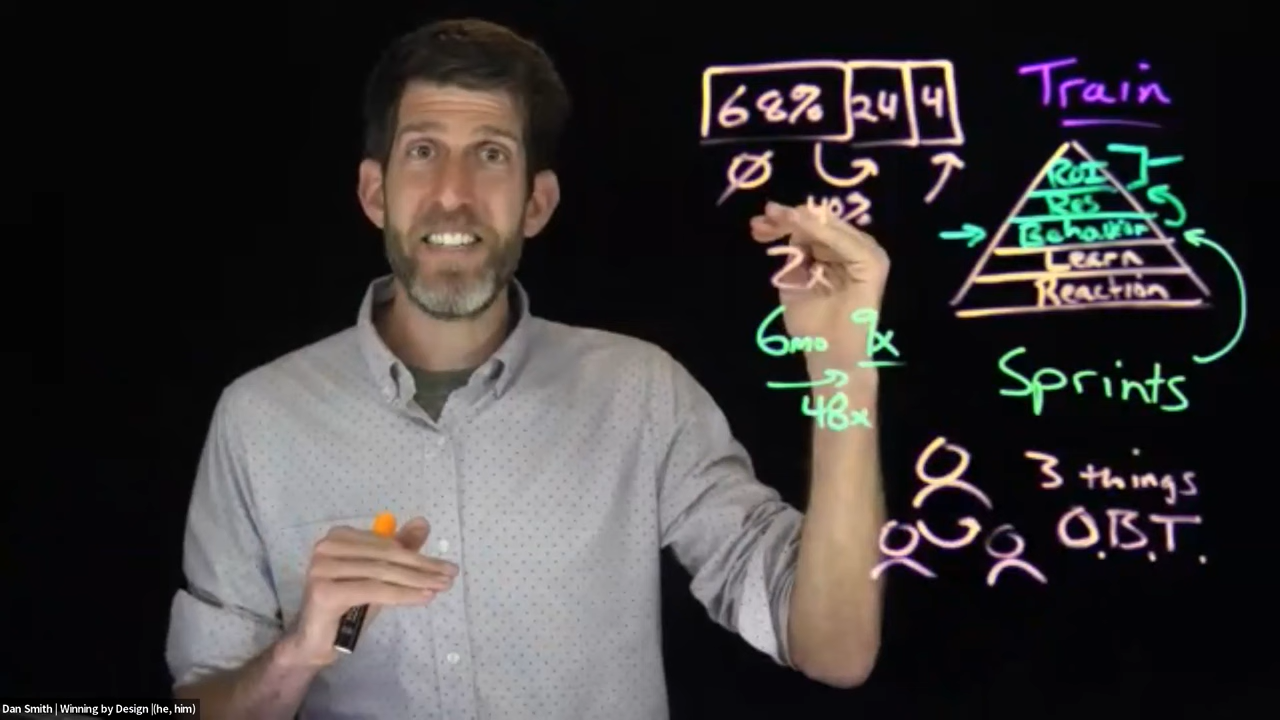 68% 24 4
Ø
40%
2x
6mo 9x
48x
Train
ROI
Res
Behavior
Learn
Reaction
Sprints
3 things
O.B.T.
Dan Smith | Winning by Design |(he, him)